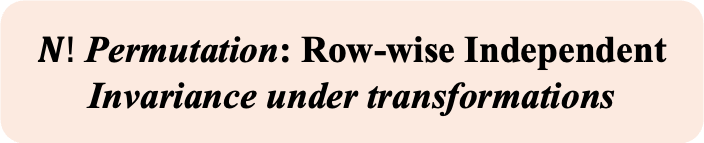 N! Permutation: Row-wise Independent
Invariance under transformations